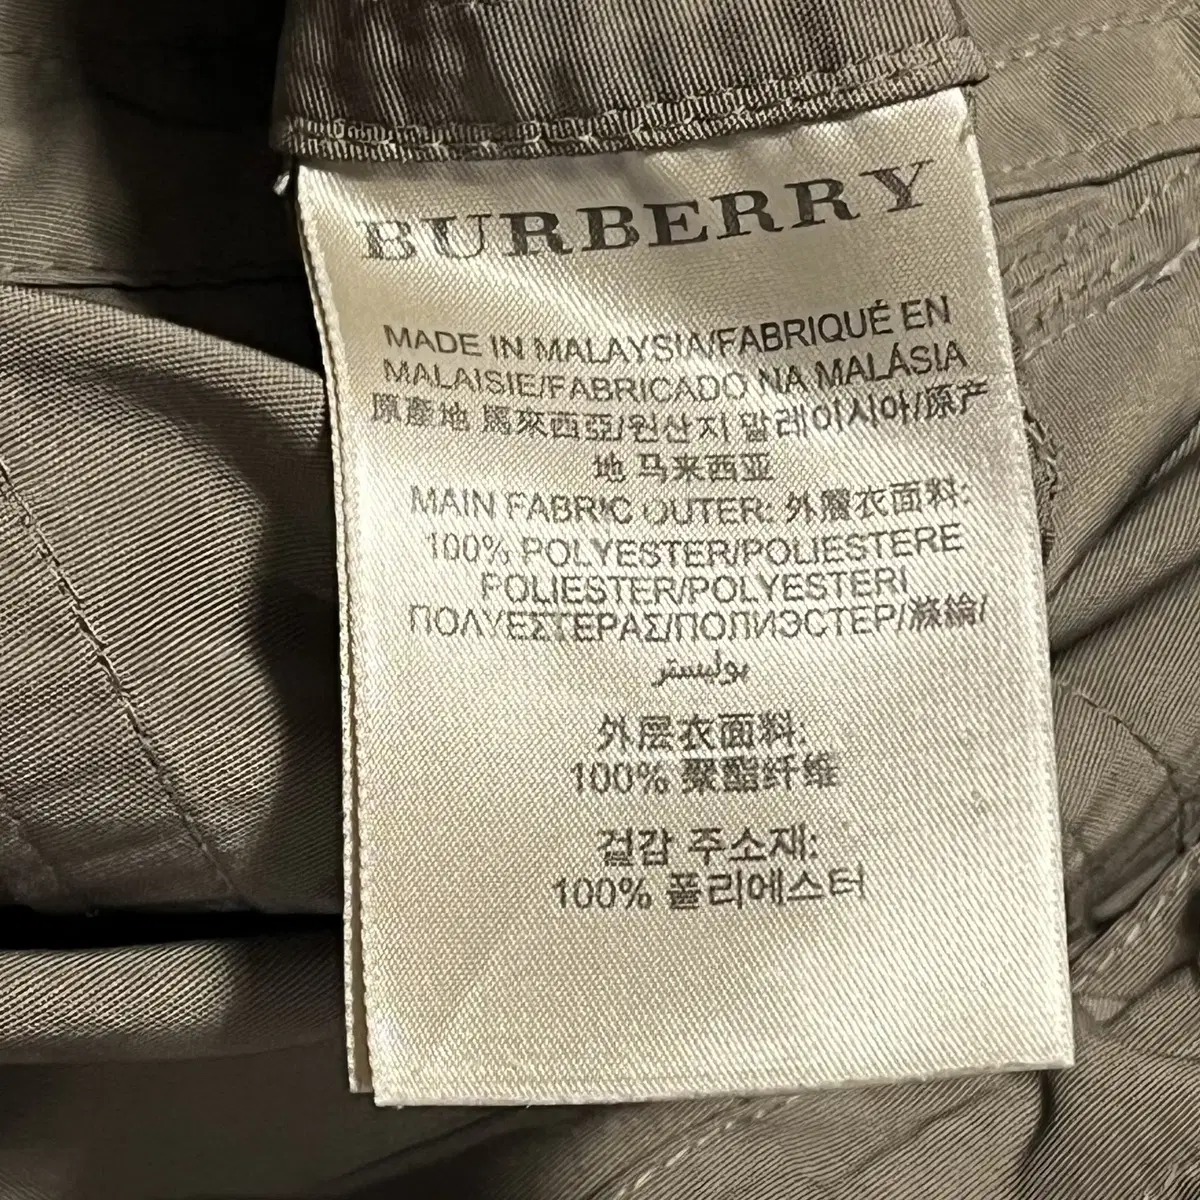 BURBERRY
MADE IN MALAYSIA/FABRIQUÉ EN
MALAISIE/FABRICADO NA MALÁSIA
原產地 馬來西亞/원산지 말레이시아/原产
地 马来西亚
MAIN FABRIC OUTER: 外層衣面料:
100% POLYESTER/POLIESTERE
POLIESTER/POLYESTERI
ΠΟΛΥΕΣΤΕΡΑΣ/ПОЛИЭСТЕР/滌綸/
بوليستر
外层衣面料:
100% 聚酯纤维
겉감 주소재:
100% 폴리에스터